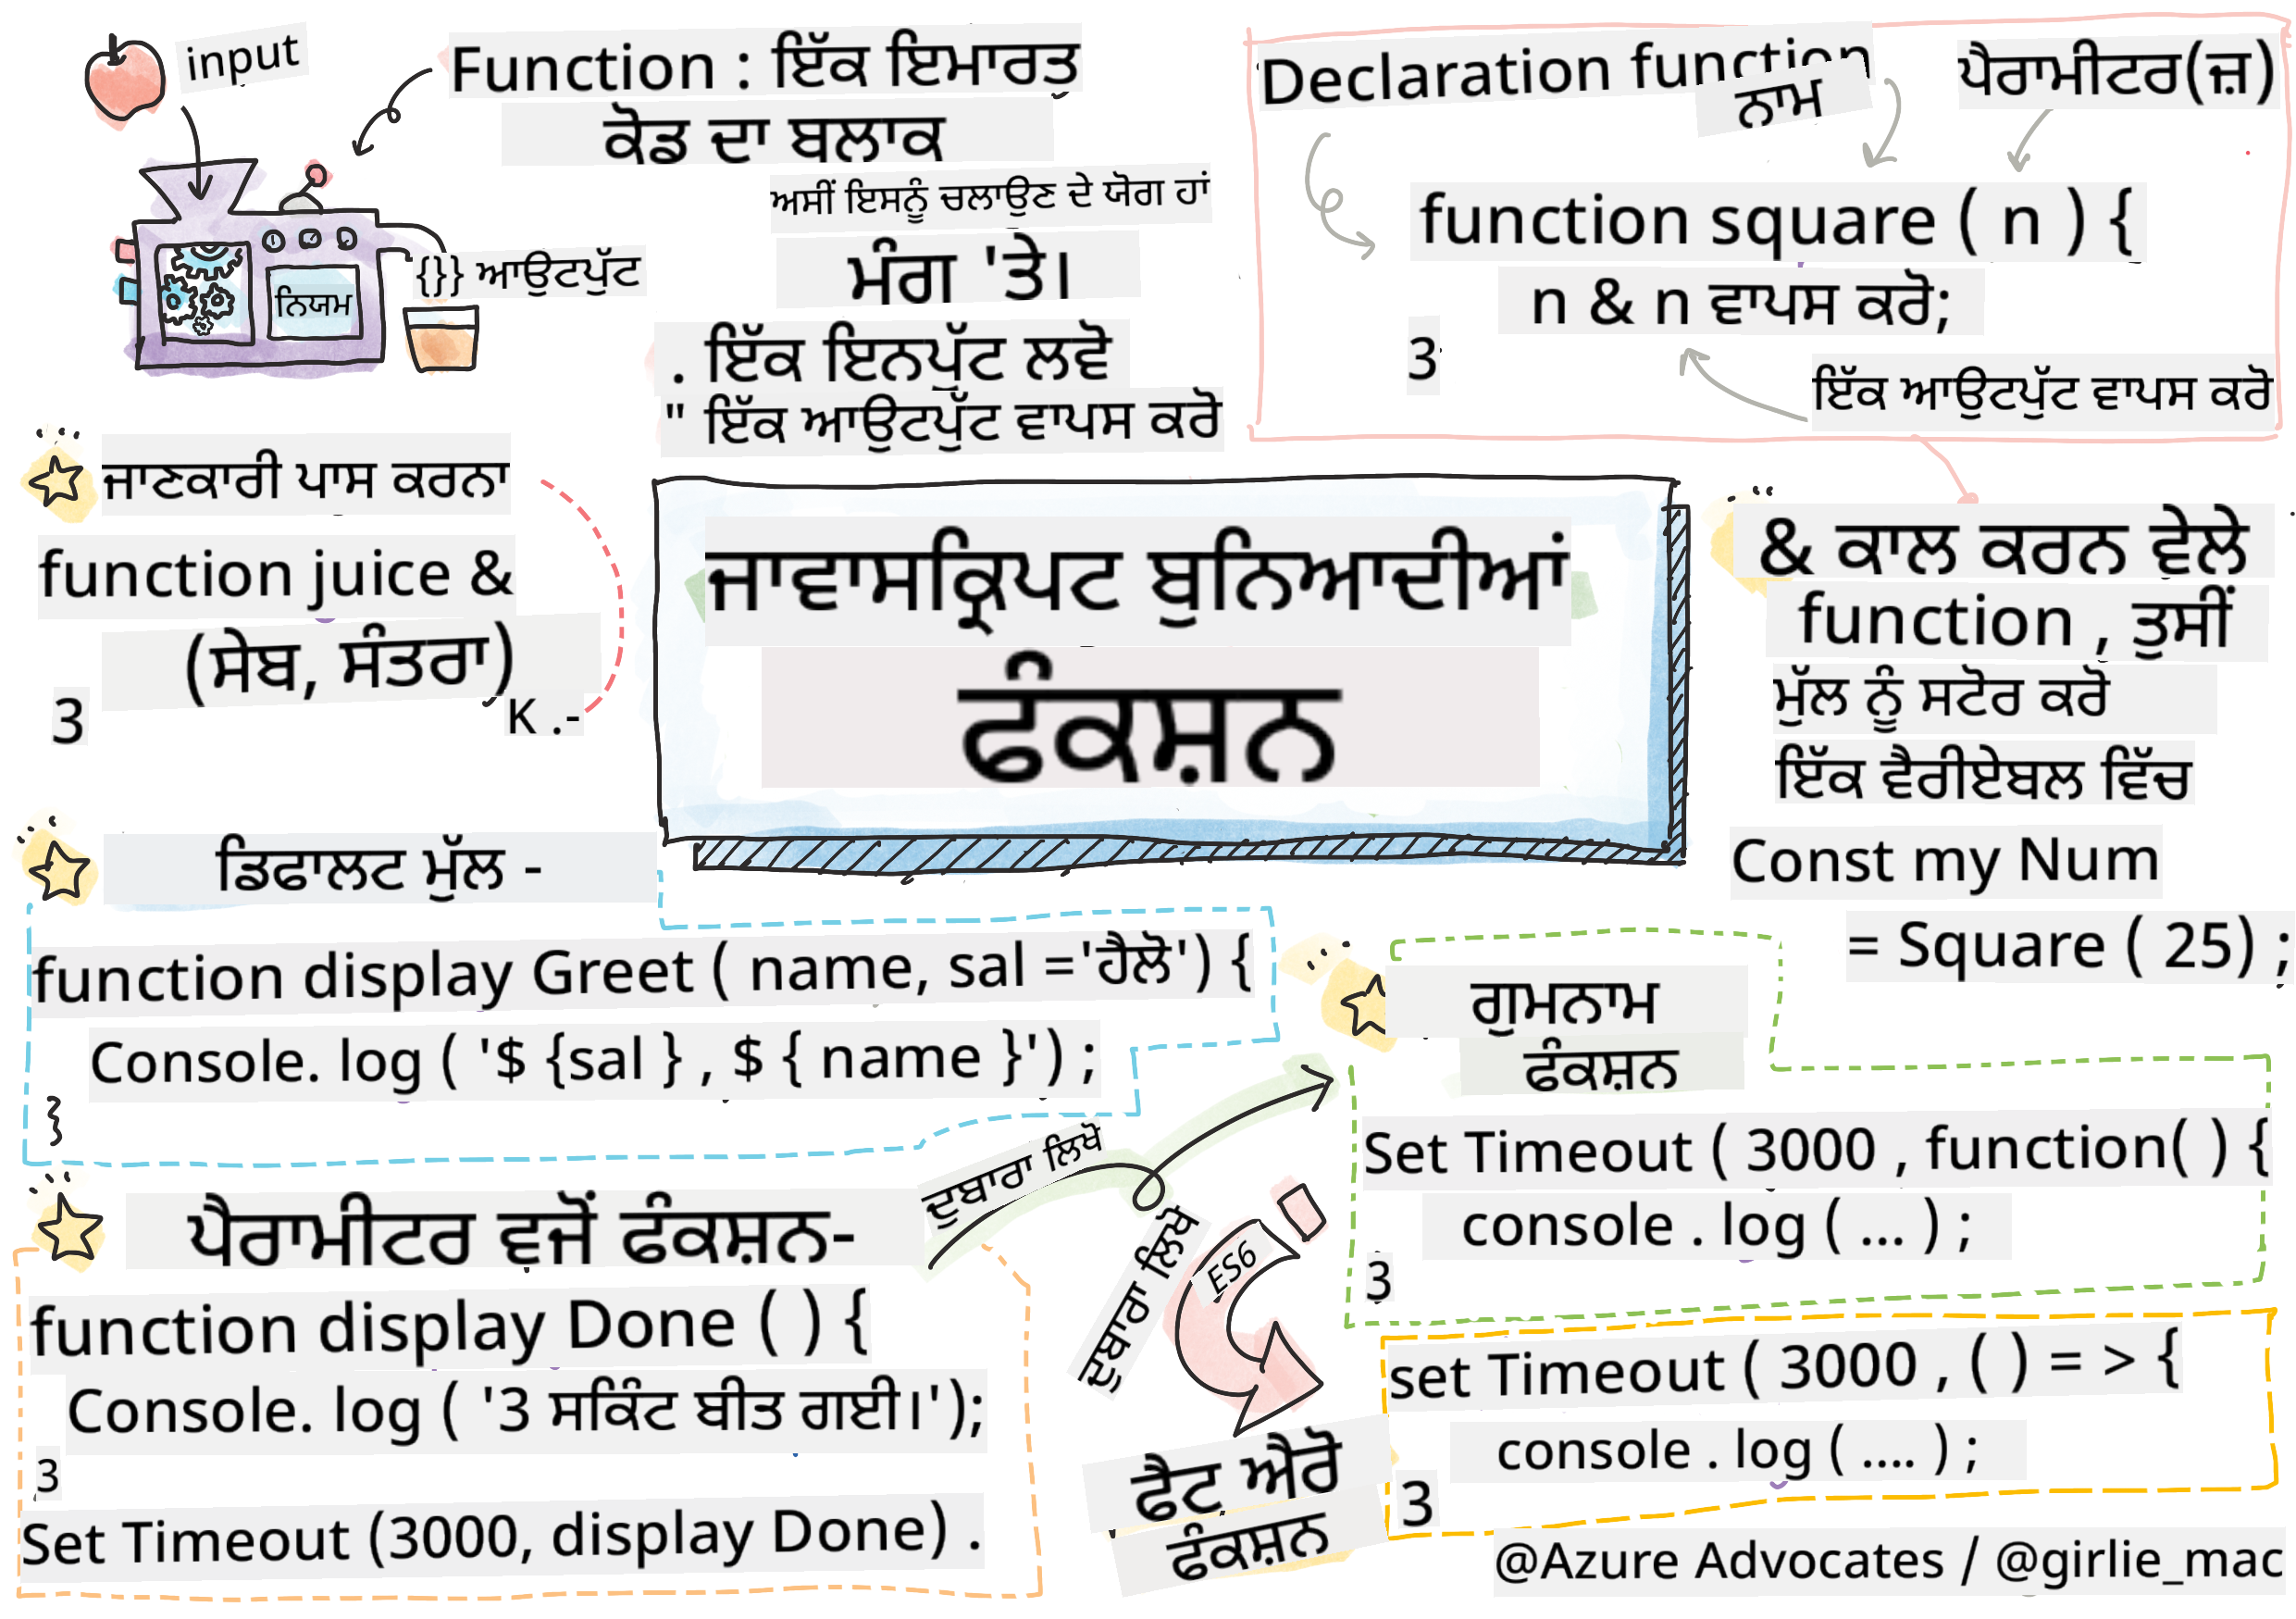 input
Function : ਇੱਕ ਇਮਾਰਤ
ਕੋਡ ਦਾ ਬਲਾਕ
ਅਸੀਂ ਇਸਨੂੰ ਚਲਾਉਣ ਦੇ ਯੋਗ ਹਾਂ
ਮੰਗ 'ਤੇ।
{}} ਆਉਟਪੁੱਟ
ਨਿਯਮ
. ਇੱਕ ਇਨਪੁੱਟ ਲਵੋ
" ਇੱਕ ਆਉਟਪੁੱਟ ਵਾਪਸ ਕਰੋ
Declaration function
ਨਾਮ
ਪੈਰਾਮੀਟਰ(ਜ਼)
function square ( n ) {
n & n ਵਾਪਸ ਕਰੋ;
3
ਇੱਕ ਆਉਟਪੁੱਟ ਵਾਪਸ ਕਰੋ
ਜਾਣਕਾਰੀ ਪਾਸ ਕਰਨਾ
function juice &
(ਸੇਬ, ਸੰਤਰਾ)
3
K .-
ਜਾਵਾਸਕ੍ਰਿਪਟ ਬੁਨਿਆਦੀਆਂ
ਫੰਕਸ਼ਨ
& ਕਾਲ ਕਰਨ ਵੇਲੇ
function , ਤੁਸੀਂ
ਮੁੱਲ ਨੂੰ ਸਟੋਰ ਕਰੋ
ਇੱਕ ਵੈਰੀਏਬਲ ਵਿੱਚ
Const my Num
= Square ( 25) ;
ਡਿਫਾਲਟ ਮੁੱਲ -
function display Greet ( name, sal ='ਹੈਲੋ') {
Console. log ( '$ {sal } , $ { name }') ;
}
ਪੈਰਾਮੀਟਰ ਵਜੋਂ ਫੰਕਸ਼ਨ-
function display Done ( ) {
Console. log ( '3 ਸਕਿੰਟ ਬੀਤ ਗਈ।');
3
Set Timeout (3000, display Done) .
ਦੁਬਾਰਾ ਲਿਖੋ
ਦੁਬਾਰਾ ਲਿਖੋ
ES6
ਫੈਟ ਐਰੋ
ਫੰਕਸ਼ਨ
ਗੁਮਨਾਮ
ਫੰਕਸ਼ਨ
Set Timeout ( 3000 , function( ) {
console . log ( ... ) ;
3
set Timeout ( 3000 , ( ) = > {
console . log ( .... ) ;
3
@Azure Advocates / @girlie_mac